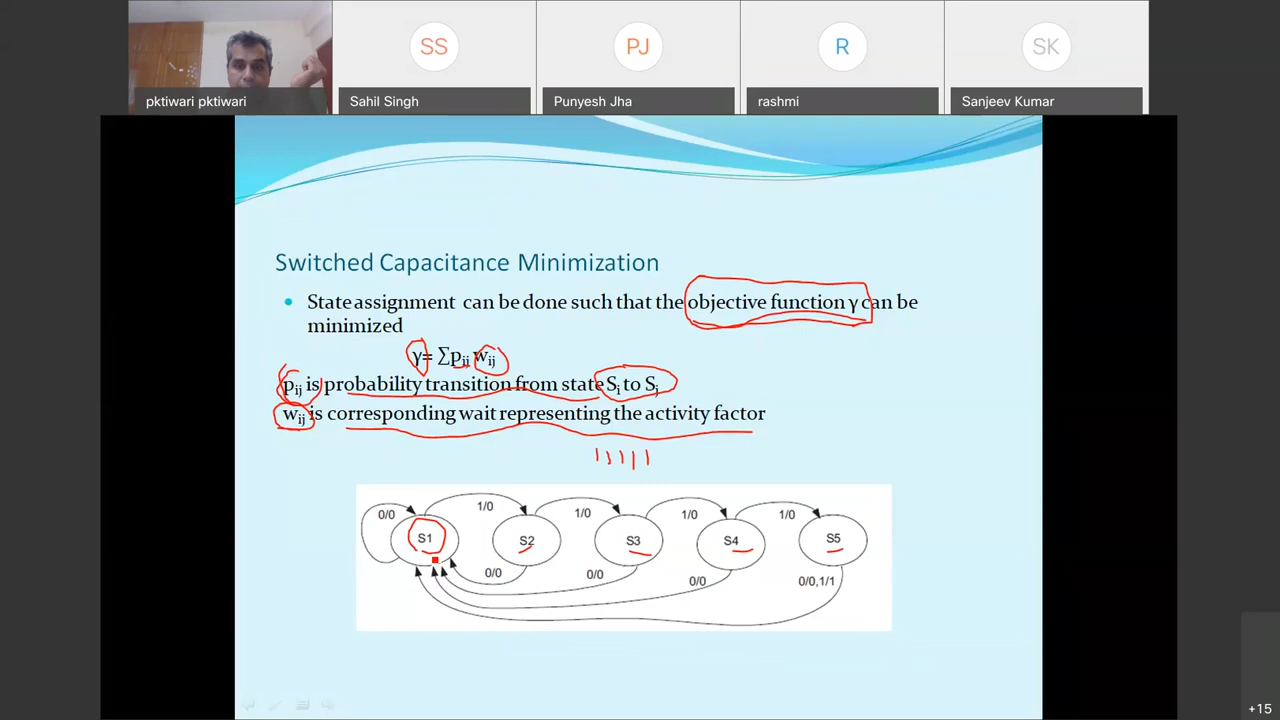 SS
PJ
R
SK
pktiwari pktiwari
Sahil Singh
Punyesh Jha
rashmi
Sanjeev Kumar
Switched Capacitance Minimization
State assignment can be done such that the objective function γ can be
minimized
γ= ∑pij wij
pij is probability transition from state Si to Sj
wij is corresponding wait representing the activity factor
11111
0/0
1/0
1/0
1/0
1/0
S1
S2
S3
S4
S5
0/0
0/0
0/0
0/0,1/1
+15